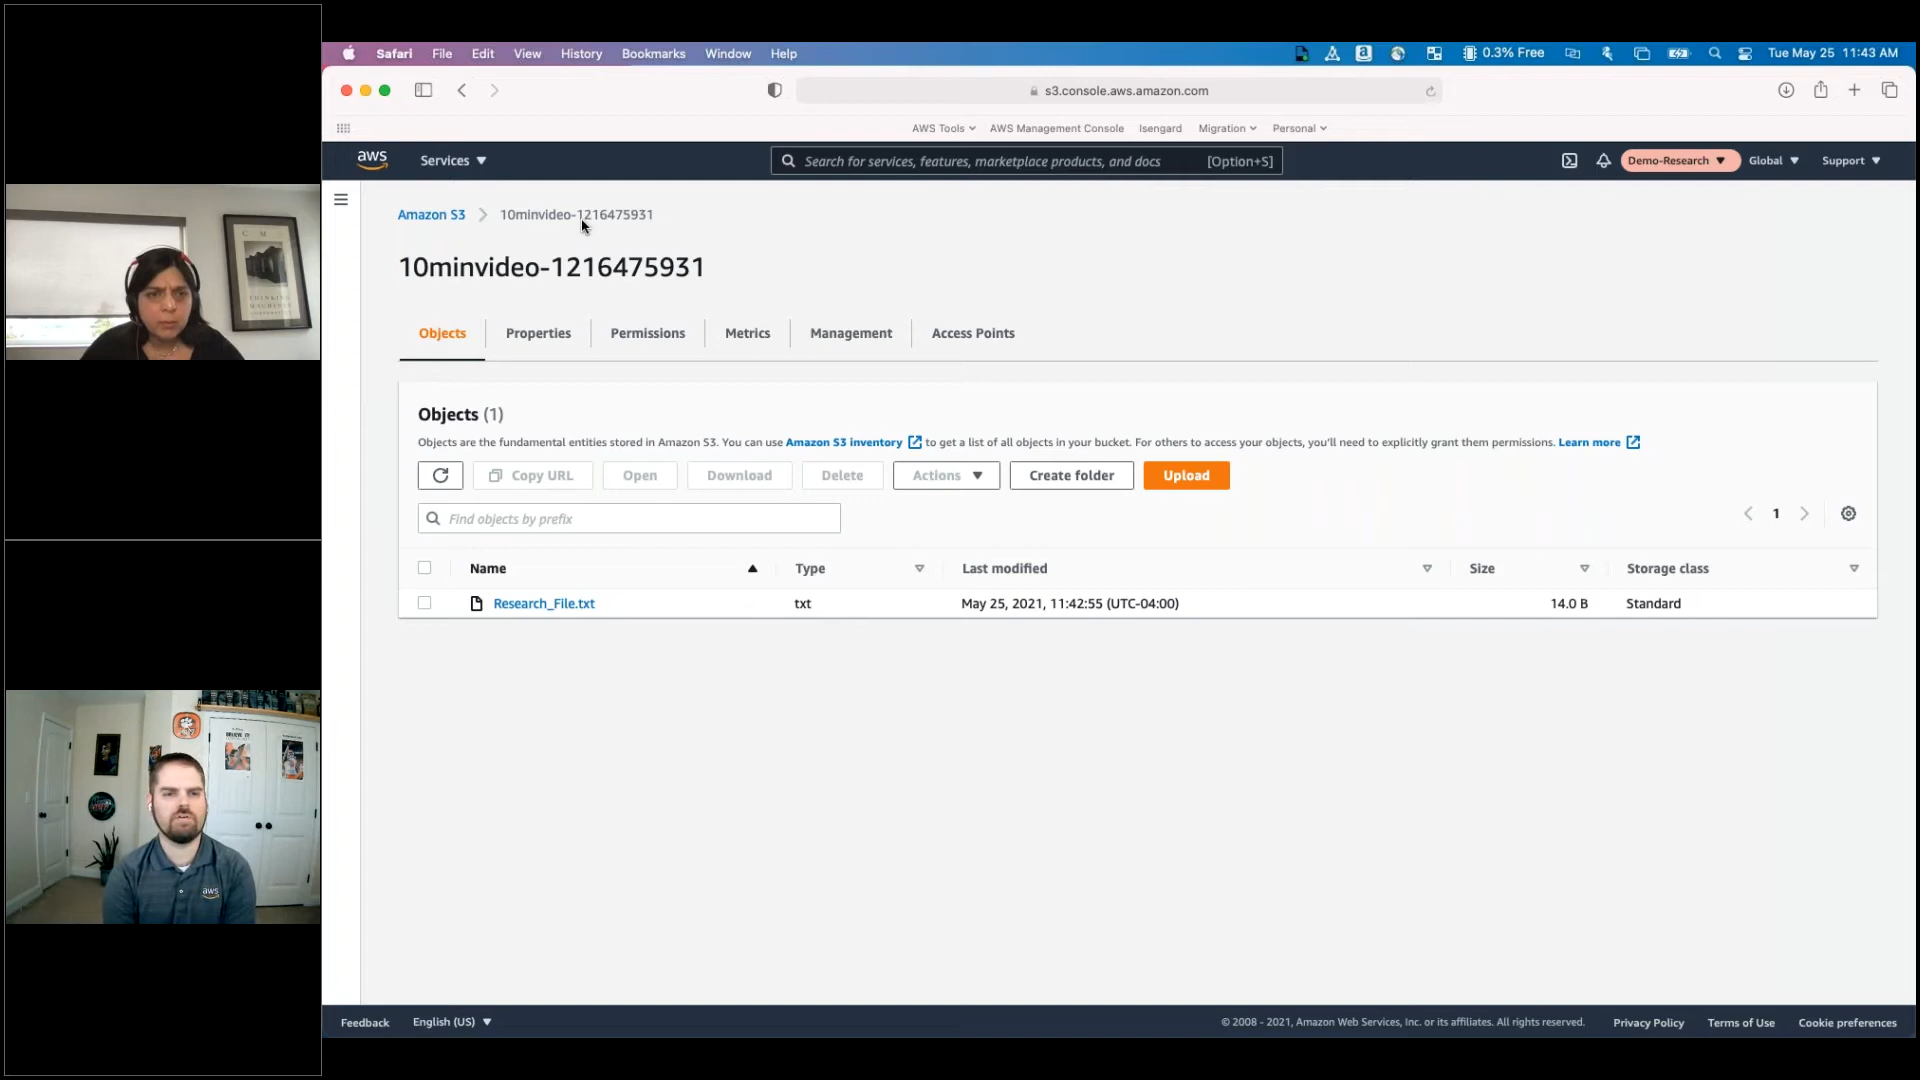 Safari File Edit View History Bookmarks Window Help 0.3% Free Tue May 25 11:43 AM
s3.console.aws.amazon.com
AWS Tools AWS Management Console Isengard Migration Personal
aws Services Search for services, features, marketplace products, and docs [Option+S] Demo-Research Global Support
Amazon S3 10minvideo-1216475931
10minvideo-1216475931
Objects Properties Permissions Metrics Management Access Points
Objects (1)
Objects are the fundamental entities stored in Amazon S3. You can use Amazon S3 inventory to get a list of all objects in your bucket. For others to access your objects, you'll need to explicitly grant them permissions. Learn more
Copy URL Open Download Delete Actions Create folder Upload
Find objects by prefix 1
Name Type Last modified Size Storage class
Research_File.txt txt May 25, 2021, 11:42:55 (UTC-04:00) 14.0 B Standard
aws
Feedback English (US) © 2008 - 2021, Amazon Web Services, Inc. or its affiliates. All rights reserved. Privacy Policy Terms of Use Cookie preferences